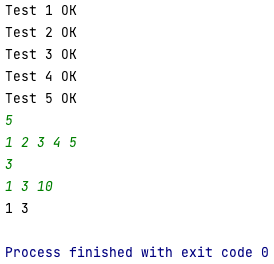 Test 1 OK
Test 2 OK
Test 3 OK
Test 4 OK
Test 5 OK
5
1 2 3 4 5
3
1 3 10
1 3
Process finished with exit code 0